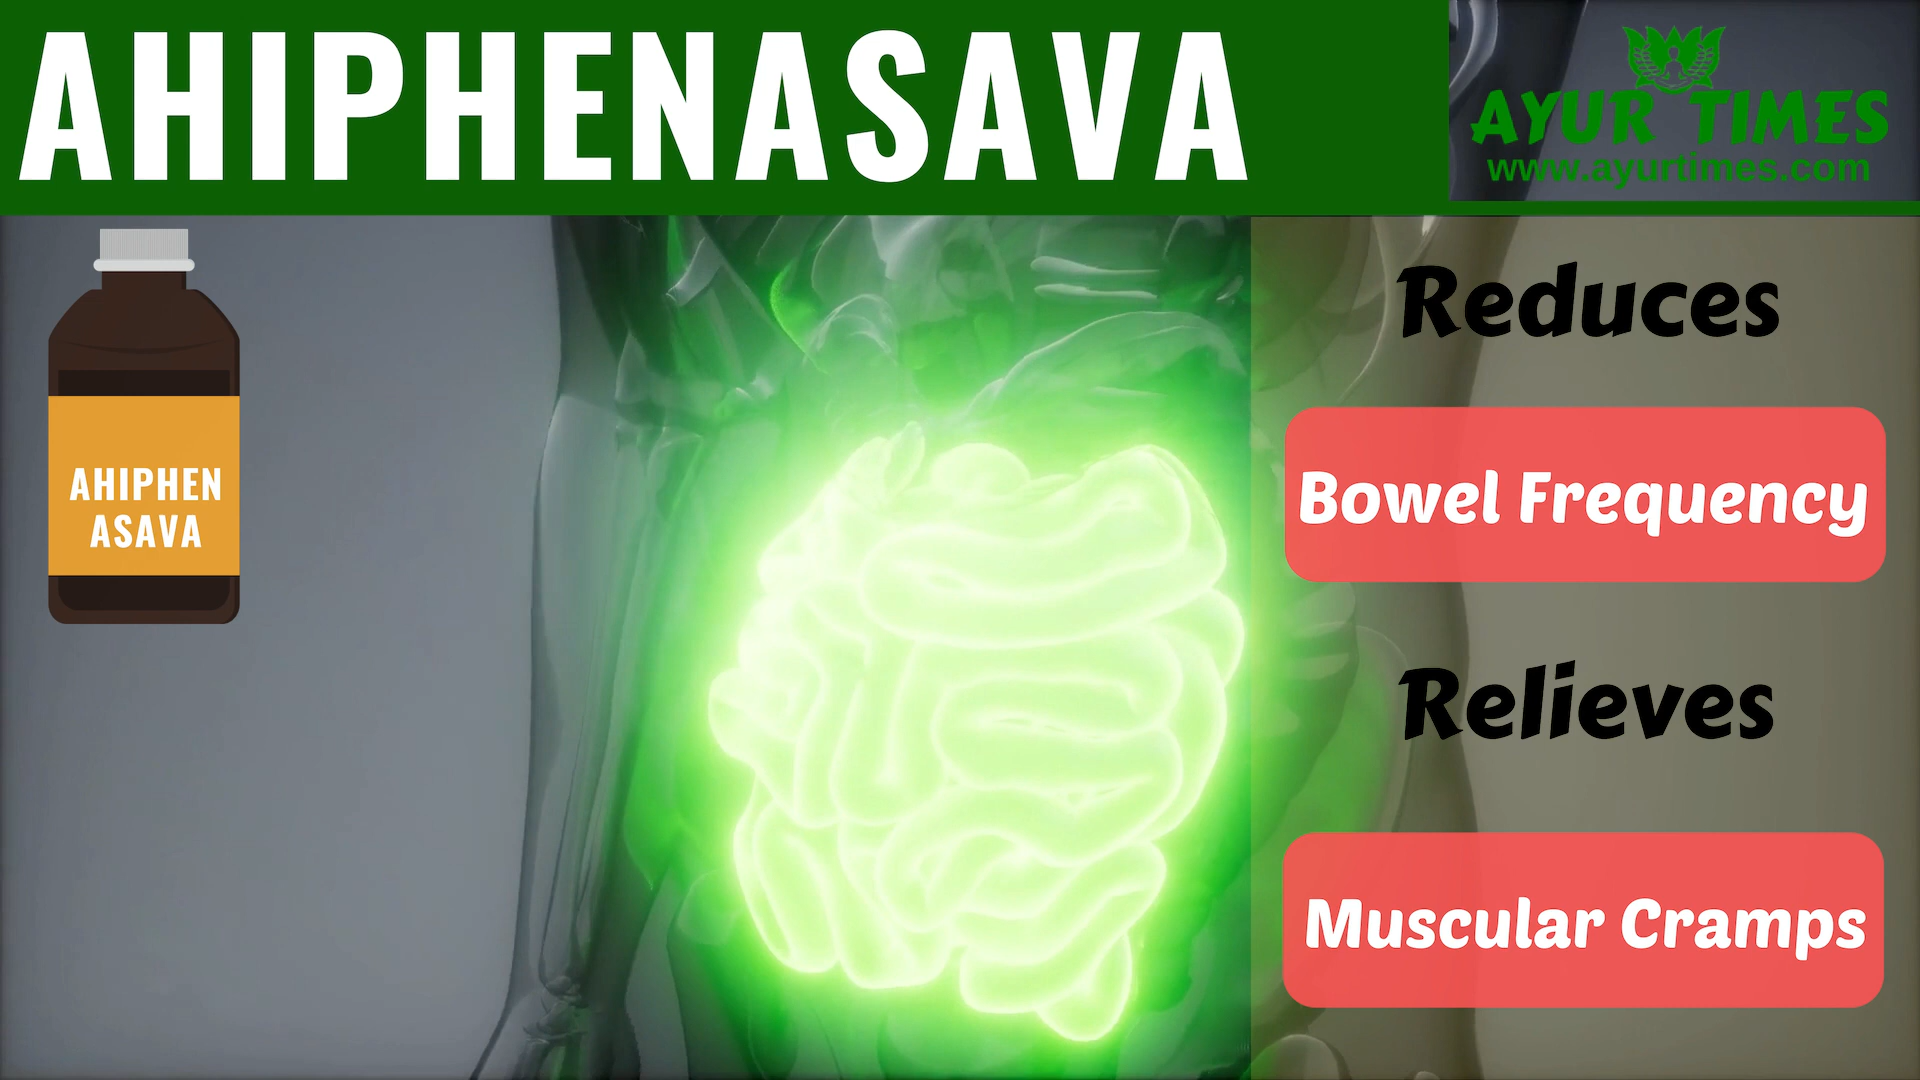 AHIPHENASAVA
AYUR TIMES
www.ayurtimes.com
AHIPHEN
ASAVA
Reduces
Bowel Frequency
Relieves
Muscular Cramps